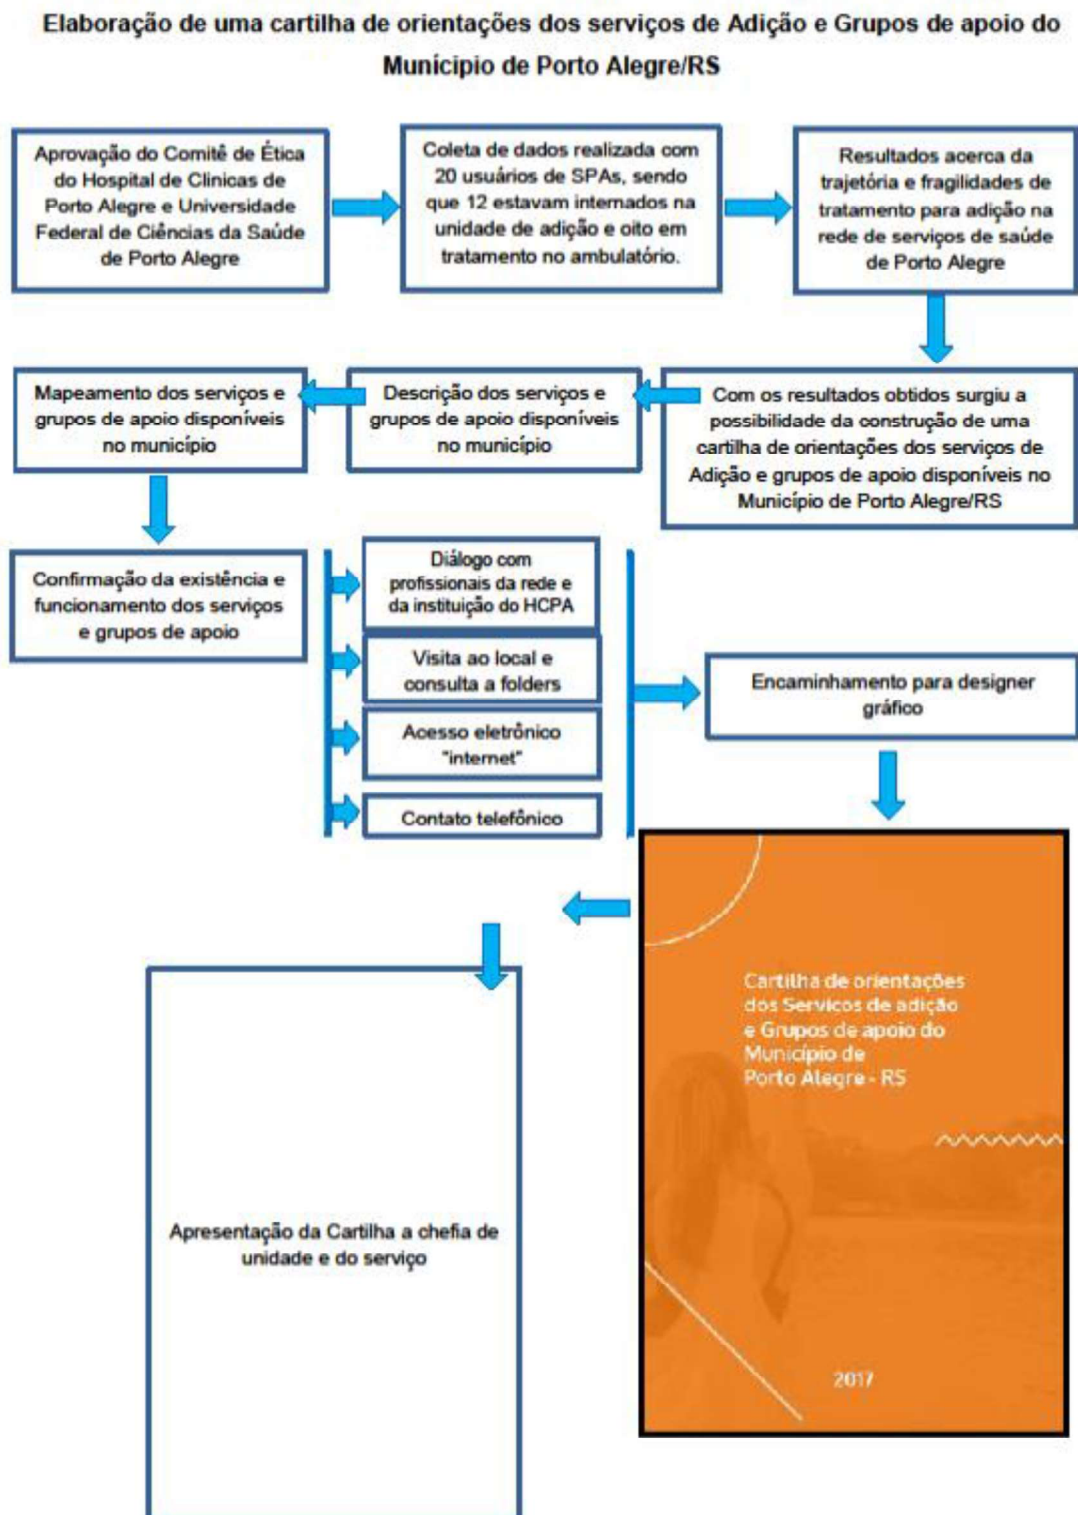 Elaboração de uma cartilha de orientações dos serviços de Adição e Grupos de apoio do
Munícipio de Porto Alegre/RS
Aprovação do Comitê de Ética
do Hospital de Clinicas de
Porto Alegre e Universidade
Federal de Ciências da Saúde
de Porto Alegre
Coleta de dados realizada com
20 usuários de SPAs, sendo
que 12 estavam internados na
unidade de adição e oito em
tratamento no ambulatório.
Resultados acerca da
trajetória e fragilidades de
tratamento para adição na
rede de serviços de saúde
de Porto Alegre
Com os resultados obtidos surgiu a
possibilidade da construção de uma
cartilha de orientações dos serviços de
Adição e grupos de apoio disponíveis no
Município de Porto Alegre/RS
Descrição dos serviços e
grupos de apoio disponíveis
no município
Mapeamento dos serviços e
grupos de apoio disponíveis
no município
Confirmação da existência e
funcionamento dos serviços
e grupos de apoio
Diálogo com
profissionais da rede e
da instituição do HCPA
Visita ao local e
consulta a folders
Acesso eletrônico
"internet"
Contato telefônico
Encaminhamento para designer
gráfico
Cartilha de orientações
dos Servicos de adição
e Grupos de apoio do
Município de
Porto Alegre - RS
2017
Apresentação da Cartilha a chefia de
unidade e do serviço